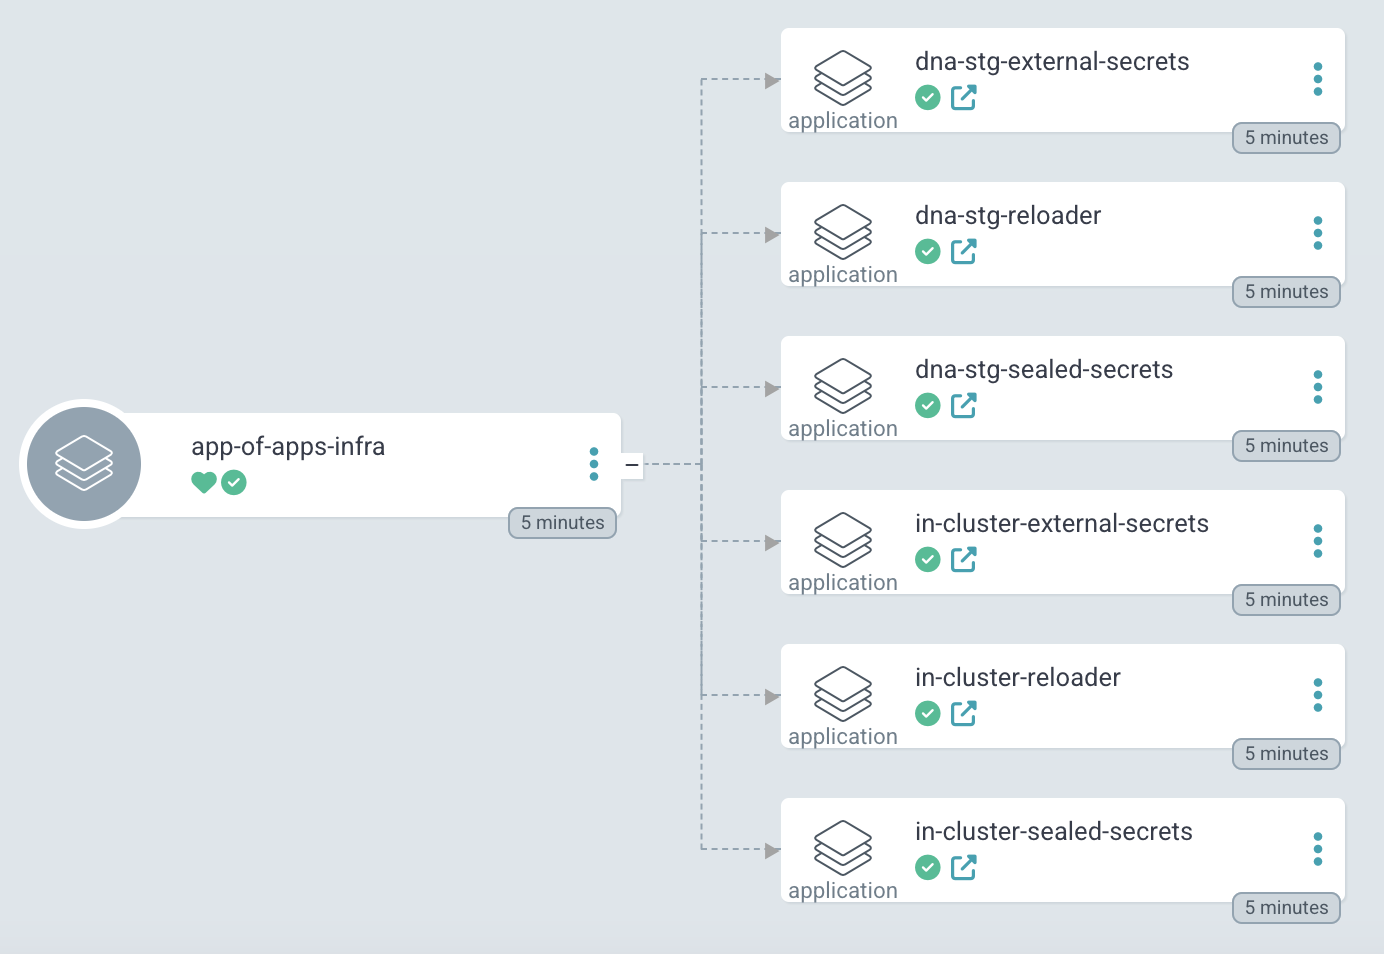 app-of-apps-infra
5 minutes
dna-stg-external-secrets
application
5 minutes
dna-stg-reloader
application
5 minutes
dna-stg-sealed-secrets
application
5 minutes
in-cluster-external-secrets
application
5 minutes
in-cluster-reloader
application
5 minutes
in-cluster-sealed-secrets
application
5 minutes